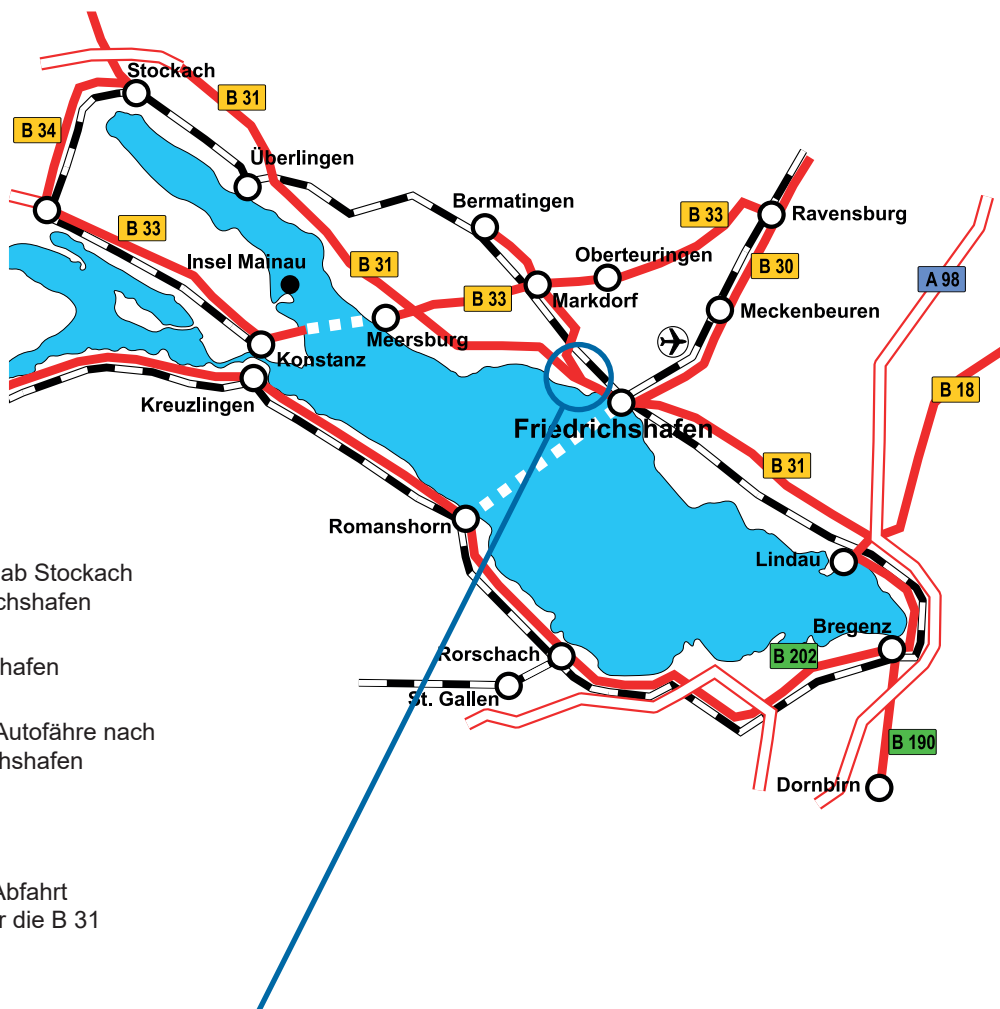 Stockach
B 31
B 34
Überlingen
Bermatingen
B 33
Ravensburg
B 33
Oberteuringen
Insel Mainau
B 31
B 30
A 98
B 33
Markdorf
Meckenbeuren
Meersburg
Konstanz
Kreuzlingen
B 18
Friedrichshafen
B 31
Romanshorn
Lindau
ab Stockach
chshafen
Bregenz
Rorschach
B 202
hafen
St. Gallen
Autofähre nach
B 190
hshafen
Dornbirn
Abfahrt
r die B 31